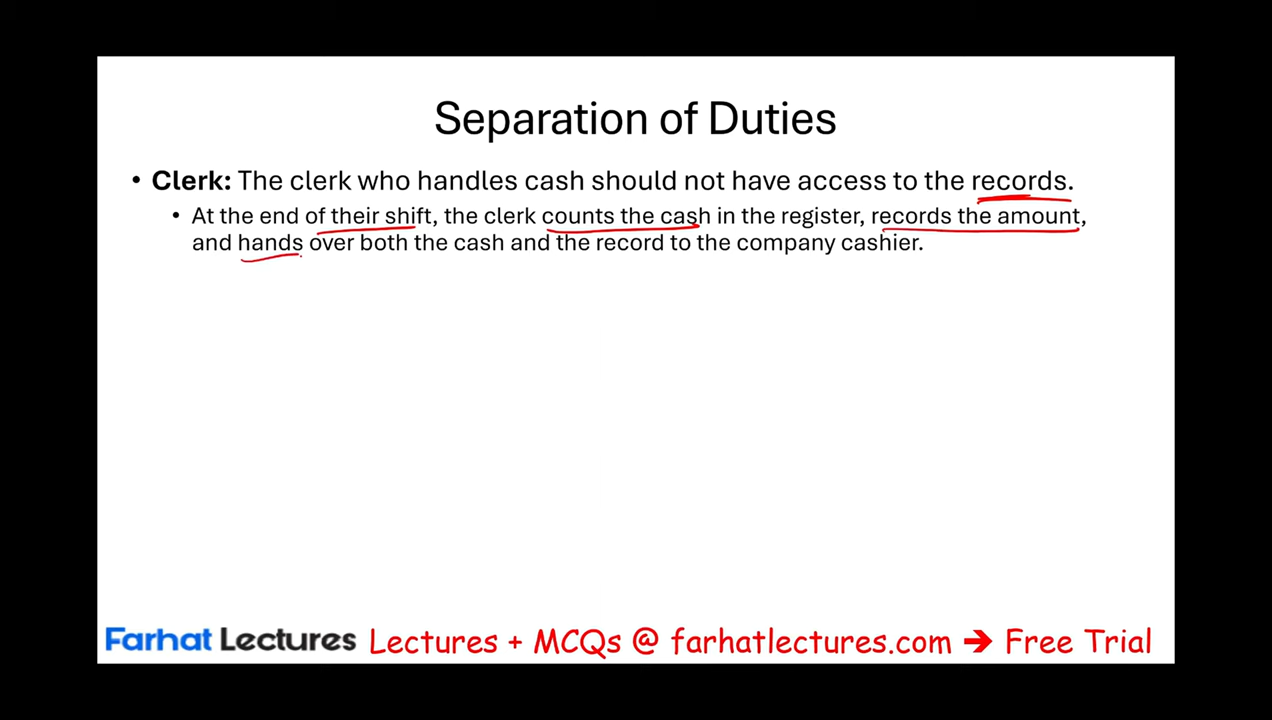 Separation of Duties
• Clerk: The clerk who handles cash should not have access to the records.
• At the end of their shift, the clerk counts the cash in the register, records the amount,
and hands over both the cash and the record to the company cashier.
Farhat Lectures Lectures + MCQs @ farhatlectures.com → Free Trial